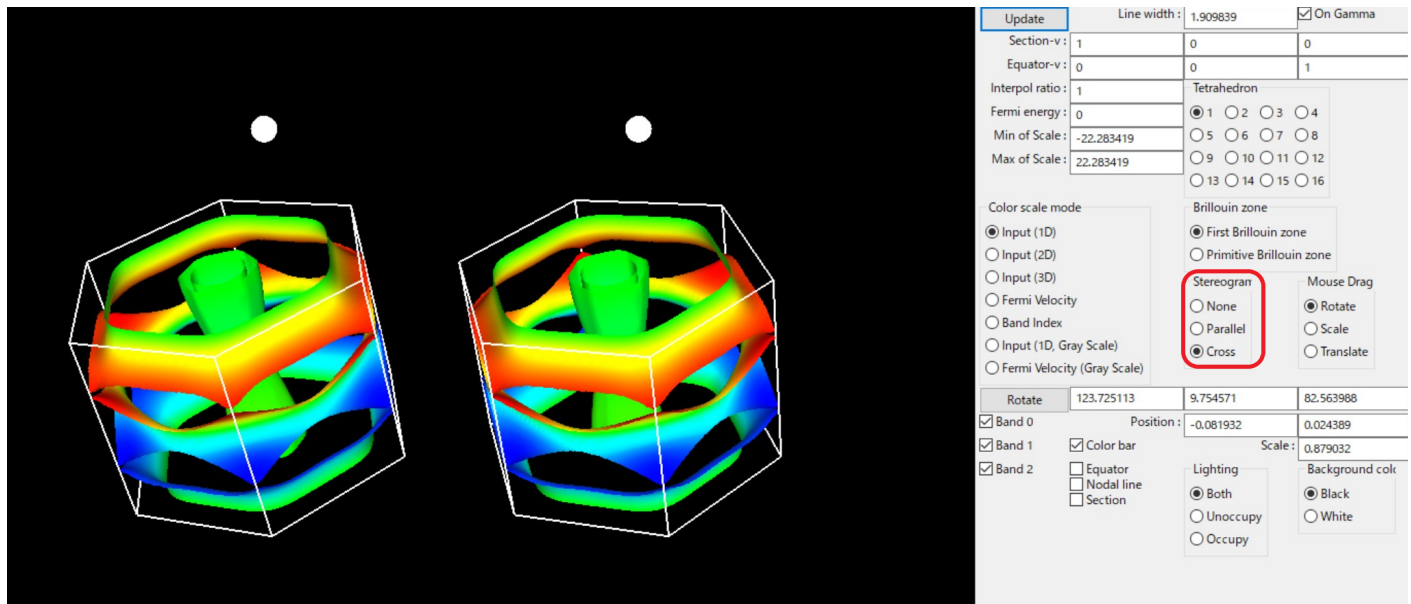 Update Line width : 1.909839 On Gamma
Section-v : 1 0 0
Equator-v : 0 0 1
Interpol ratio : 1
Fermi energy : 0
Min of Scale : -22.283419
Max of Scale : 22.283419
Tetrahedron
1 2 3 4
5 6 7 8
9 10 11 12
13 14 15 16
Color scale mode
Input (1D)
Input (2D)
Input (3D)
Fermi Velocity
Band Index
Input (1D, Gray Scale)
Fermi Velocity (Gray Scale)
Brillouin zone
First Brillouin zone
Primitive Brillouin zone
Stereogram
None
Parallel
Cross
Mouse Drag
Rotate
Scale
Translate
Rotate 123.725113 9.754571 82.563988
Band 0 Position : -0.081932 0.024389
Band 1 Color bar Scale : 0.879032
Band 2
Equator
Nodal line
Section
Lighting
Both
Unoccupy
Occupy
Background colo
Black
White